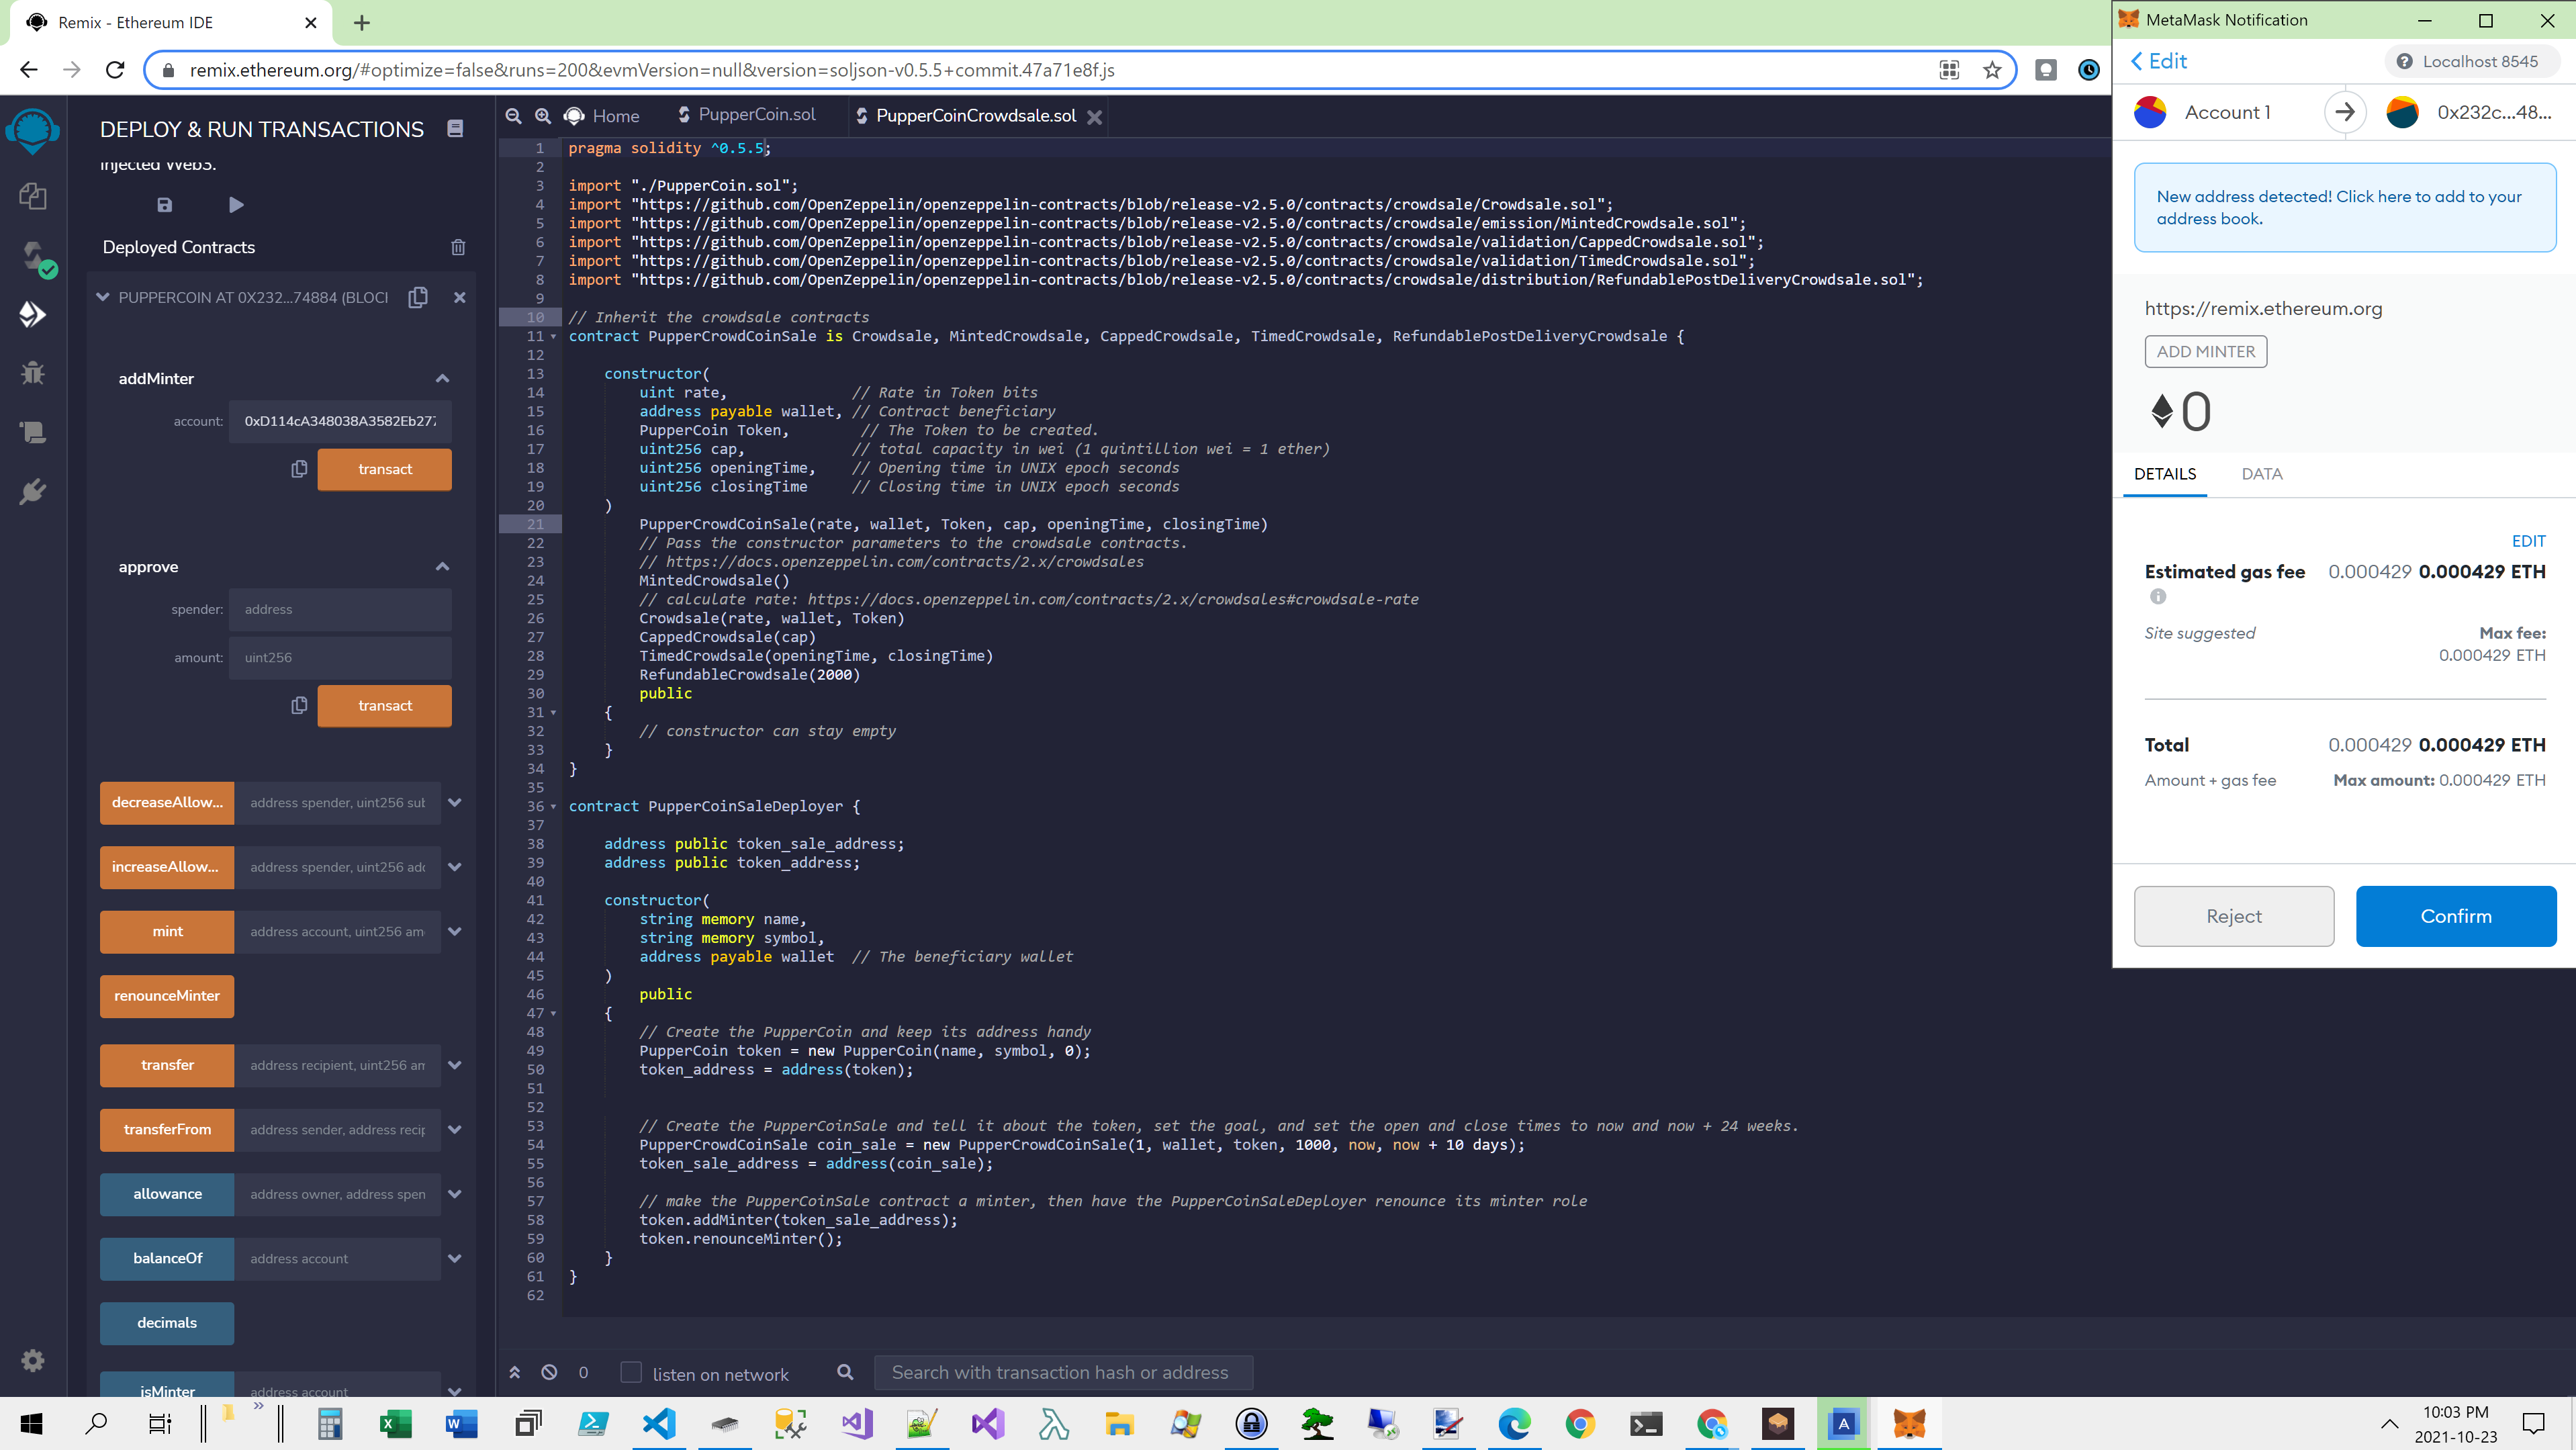 Remix - Ethereum IDE
remix.ethereum.org/#optimize=false&runs=200&evmVersion=null&version=soljson-v0.5.5+commit.47a71e8f.js
DEPLOY & RUN TRANSACTIONS
Injected Web3.
Deployed Contracts
PUPPERCOIN AT 0X232...74884 (BLOCI
addMinter
account:
0xD114cA348038A3582Eb277
transact
approve
spender:
address
amount:
uint256
transact
decreaseAllow...
address spender, uint256 sub
increaseAllow...
address spender, uint256 add
mint
address account, uint256 am
renounceMinter
transfer
address recipient, uint256 am
transferFrom
address sender, address recip
allowance
address owner, address spen
balanceOf
address account
decimals
isMinter
address account
Home
PupperCoin.sol
PupperCoinCrowdsale.sol
1 pragma solidity ^0.5.5;
2
3 import "./PupperCoin.sol";
4 import "https://github.com/OpenZeppelin/openzeppelin-contracts/blob/release-v2.5.0/contracts/crowdsale/Crowdsale.sol";
5 import "https://github.com/OpenZeppelin/openzeppelin-contracts/blob/release-v2.5.0/contracts/crowdsale/emission/MintedCrowdsale.sol";
6 import "https://github.com/OpenZeppelin/openzeppelin-contracts/blob/release-v2.5.0/contracts/crowdsale/validation/CappedCrowdsale.sol";
7 import "https://github.com/OpenZeppelin/openzeppelin-contracts/blob/release-v2.5.0/contracts/crowdsale/validation/TimedCrowdsale.sol";
8 import "https://github.com/OpenZeppelin/openzeppelin-contracts/blob/release-v2.5.0/contracts/crowdsale/distribution/RefundablePostDeliveryCrowdsale.sol";
9
10 // Inherit the crowdsale contracts
11 contract PupperCrowdCoinSale is Crowdsale, MintedCrowdsale, CappedCrowdsale, TimedCrowdsale, RefundablePostDeliveryCrowdsale {
12
13 constructor(
14 uint rate, // Rate in Token bits
15 address payable wallet, // Contract beneficiary
16 PupperCoin Token, // The Token to be created.
17 uint256 cap, // total capacity in wei (1 quintillion wei = 1 ether)
18 uint256 openingTime, // Opening time in UNIX epoch seconds
19 uint256 closingTime // Closing time in UNIX epoch seconds
20 )
21 PupperCrowdCoinSale(rate, wallet, Token, cap, openingTime, closingTime)
22 // Pass the constructor parameters to the crowdsale contracts.
23 // https://docs.openzeppelin.com/contracts/2.x/crowdsales
24 MintedCrowdsale()
25 // calculate rate: https://docs.openzeppelin.com/contracts/2.x/crowdsales#crowdsale-rate
26 Crowdsale(rate, wallet, Token)
27 CappedCrowdsale(cap)
28 TimedCrowdsale(openingTime, closingTime)
29 RefundableCrowdsale(2000)
30 public
31 {
32 // constructor can stay empty
33 }
34 }
35
36 contract PupperCoinSaleDeployer {
37
38 address public token_sale_address;
39 address public token_address;
40
41 constructor(
42 string memory name,
43 string memory symbol,
44 address payable wallet // The beneficiary wallet
45 )
46 public
47 {
48 // Create the PupperCoin and keep its address handy
49 PupperCoin token = new PupperCoin(name, symbol, 0);
50 token_address = address(token);
51
52
53 // Create the PupperCoinSale and tell it about the token, set the goal, and set the open and close times to now and now + 24 weeks.
54 PupperCrowdCoinSale coin_sale = new PupperCrowdCoinSale(1, wallet, token, 1000, now, now + 10 days);
55 token_sale_address = address(coin_sale);
56
57 // make the PupperCoinSale contract a minter, then have the PupperCoinSaleDeployer renounce its minter role
58 token.addMinter(token_sale_address);
59 token.renounceMinter();
60 }
61 }
62
0
listen on network
Search with transaction hash or address
MetaMask Notification
Edit
Localhost 8545
Account 1
0x232c...48...
New address detected! Click here to add to your
address book.
https://remix.ethereum.org
ADD MINTER
0
DETAILS
DATA
EDIT
Estimated gas fee 0.000429 0.000429 ETH
Site suggested
Max fee:
0.000429 ETH
Total 0.000429 0.000429 ETH
Amount + gas fee
Max amount: 0.000429 ETH
Reject
Confirm
10:03 PM
2021-10-23